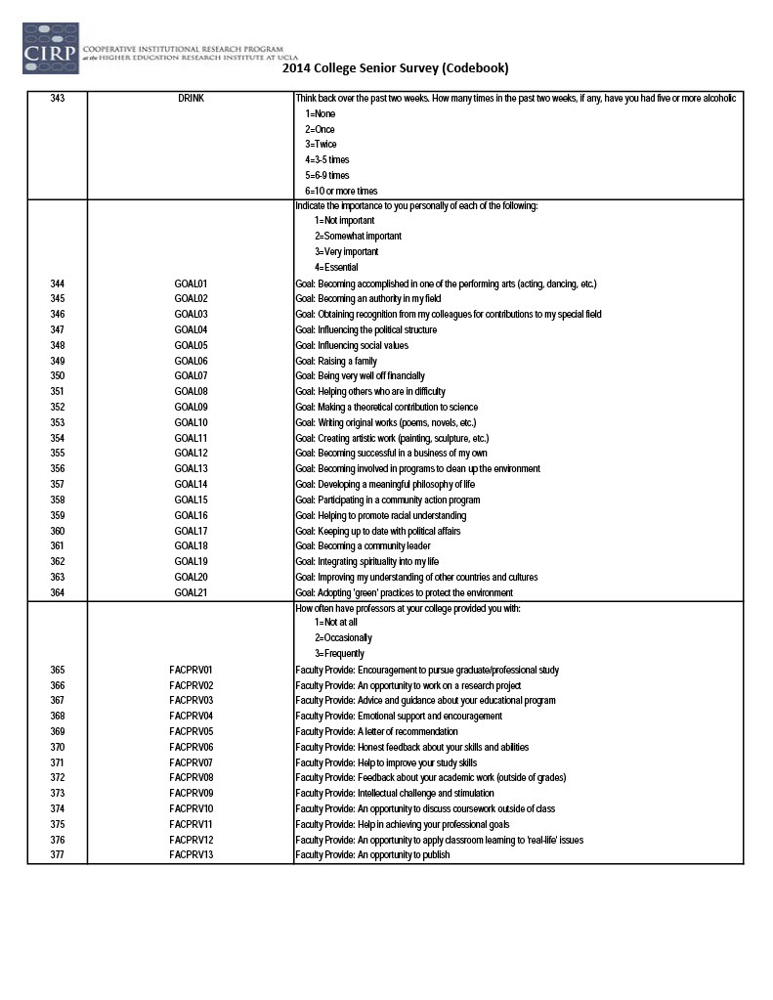 CIRP
COOPERATIVE INSTITUTIONAL RESEARCH PROGRAM
at the HIGHER EDUCATION RESEARCH INSTITUTE AT UCLA
2014 College Senior Survey (Codebook)
343 DRINK Think back over the past two weeks. How many times in the past two weeks, if any, have you had five or more alcoholic
1=None
2=Once
3=Twice
4=3-5 times
5=6-9 times
6=10 or more times
Indicate the importance to you personally of each of the following:
1=Not important
2=Somewhat important
3=Very important
4=Essential
344 GOAL01 Goal: Becoming accomplished in one of the performing arts (acting, dancing, etc.)
345 GOAL02 Goal: Becoming an authority in my field
346 GOAL03 Goal: Obtaining recognition from my colleagues for contributions to my special field
347 GOAL04 Goal: Influencing the political structure
348 GOAL05 Goal: Influencing social values
349 GOAL06 Goal: Raising a family
350 GOAL07 Goal: Being very well off financially
351 GOAL08 Goal: Helping others who are in difficulty
352 GOAL09 Goal: Making a theoretical contribution to science
353 GOAL10 Goal: Writing original works (poems, novels, etc.)
354 GOAL11 Goal: Creating artistic work (painting, sculpture, etc.)
355 GOAL12 Goal: Becoming successful in a business of my own
356 GOAL13 Goal: Becoming involved in programs to clean up the environment
357 GOAL14 Goal: Developing a meaningful philosophy of life
358 GOAL15 Goal: Participating in a community action program
359 GOAL16 Goal: Helping to promote racial understanding
360 GOAL17 Goal: Keeping up to date with political affairs
361 GOAL18 Goal: Becoming a community leader
362 GOAL19 Goal: Integrating spirituality into my life
363 GOAL20 Goal: Improving my understanding of other countries and cultures
364 GOAL21 Goal: Adopting 'green' practices to protect the environment
How often have professors at your college provided you with:
1=Not at all
2=Occasionally
3=Frequently
365 FACPRV01 Faculty Provide: Encouragement to pursue graduate/professional study
366 FACPRV02 Faculty Provide: An opportunity to work on a research project
367 FACPRV03 Faculty Provide: Advice and guidance about your educational program
368 FACPRV04 Faculty Provide: Emotional support and encouragement
369 FACPRV05 Faculty Provide: A letter of recommendation
370 FACPRV06 Faculty Provide: Honest feedback about your skills and abilities
371 FACPRV07 Faculty Provide: Help to improve your study skills
372 FACPRV08 Faculty Provide: Feedback about your academic work (outside of grades)
373 FACPRV09 Faculty Provide: Intellectual challenge and stimulation
374 FACPRV10 Faculty Provide: An opportunity to discuss coursework outside of class
375 FACPRV11 Faculty Provide: Help in achieving your professional goals
376 FACPRV12 Faculty Provide: An opportunity to apply classroom learning to 'real-life' issues
377 FACPRV13 Faculty Provide: An opportunity to publish